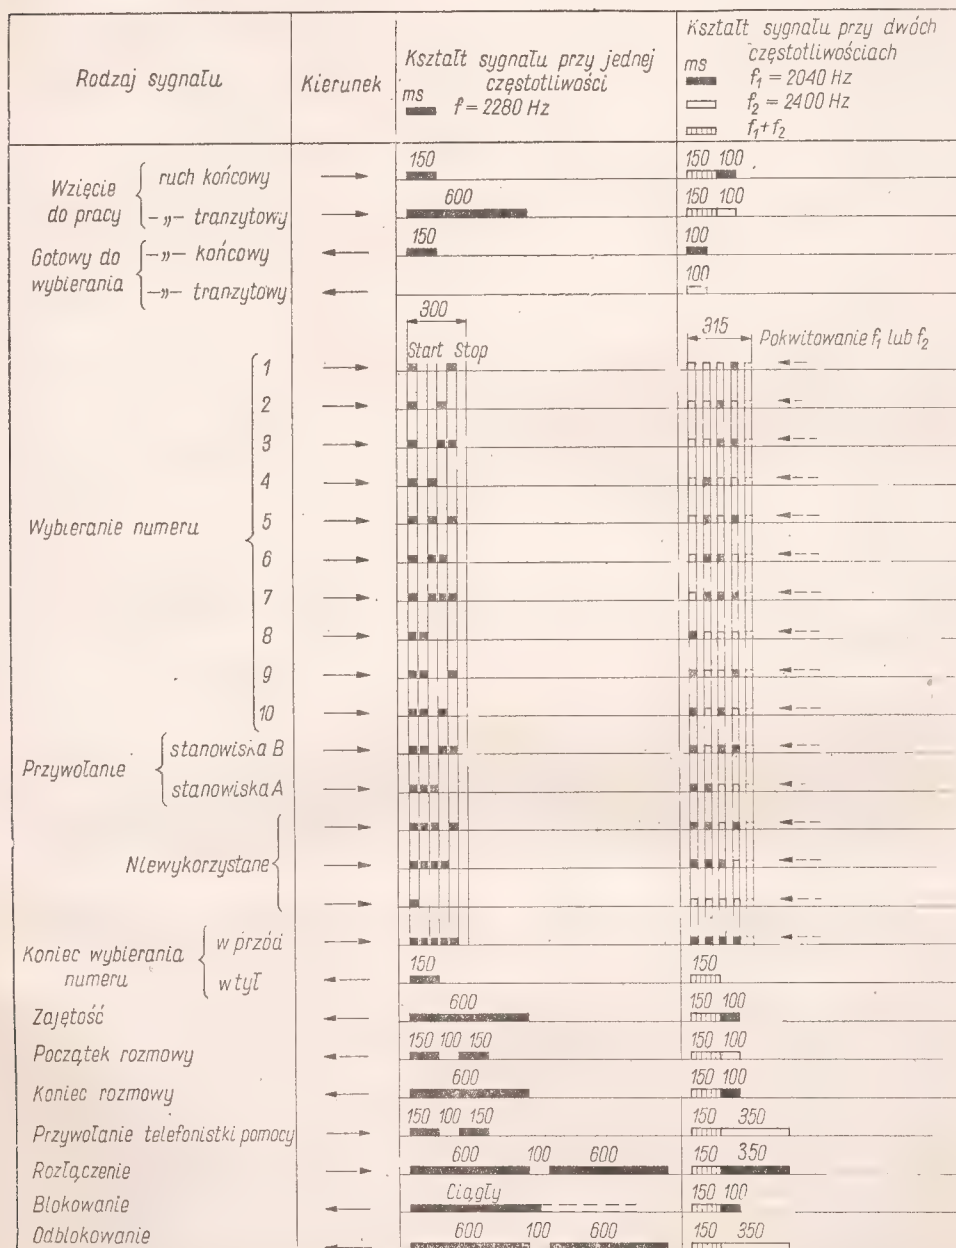 Rodzaj sygnału
Kierunek
Kształt sygnału przy jednej
częstotliwości
ms
f = 2280 Hz
Kształt sygnału przy dwóch
częstotliwościach
ms
f₁ = 2040 Hz
f₂ = 2400 Hz
f₁+f₂
Wzięcie
do pracy
ruch końcowy
150
150 100
-„- tranzytowy
600
150 100
Gotowy do
wybierania
-„- końcowy
150
100
-„- tranzytowy
100
300
Start Stop
315
Pokwitowanie f₁ lub f₂
Wybieranie numeru
1
2
3
4
5
6
7
8
9
10
Przywołanie
stanowiska B
stanowiska A
Niewykorzystane
Koniec wybierania
numeru
w przód
w tył
150
150
Zajętość
600
150 100
Początek rozmowy
150 100 150
150 100
Koniec rozmowy
600
150 100
Przywołanie telefonistki pomocy
150 100 150
150 350
Rozłączenie
600 100 600
150 350
Blokowanie
Ciągły
150 100
Odblokowanie
600 100 600
150 350